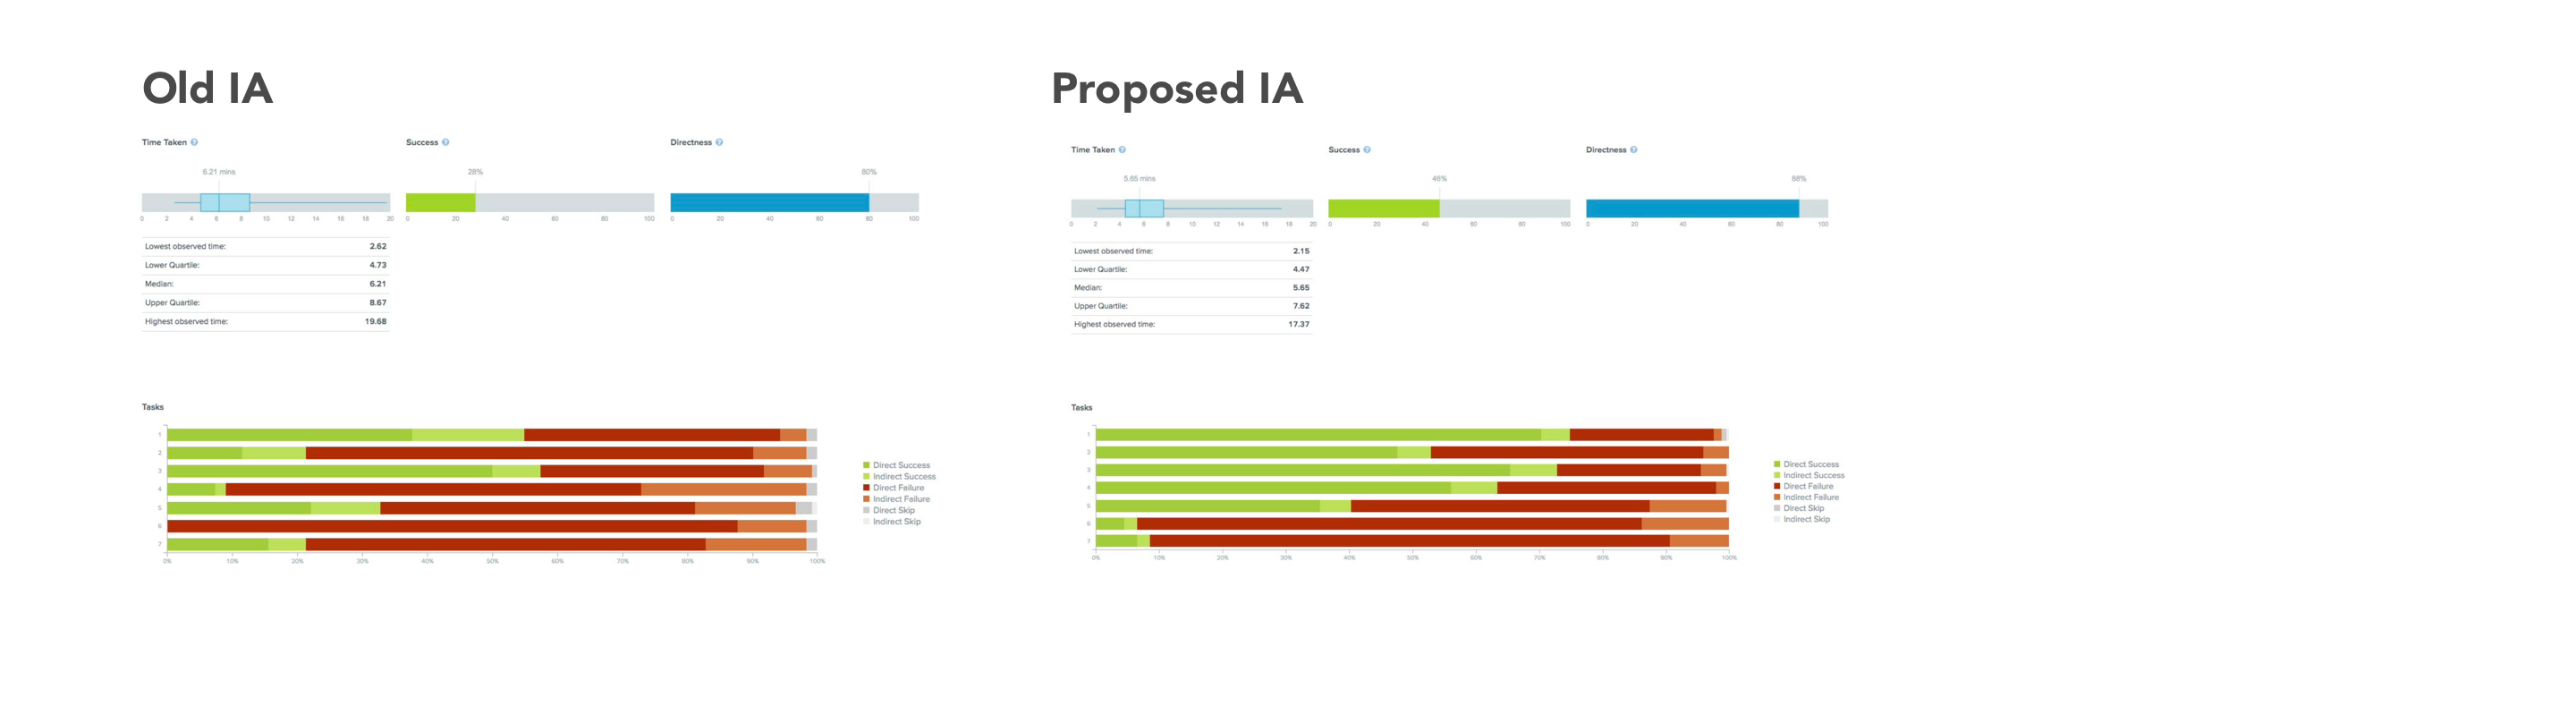 Old IA
Time Taken ?
6.21 mins
0 2 4 6 8 10 12 14 16 18 20
Lowest observed time: 2.62
Lower Quartile: 4.73
Median: 6.21
Upper Quartile: 8.67
Highest observed time: 19.68
Success ?
28%
0 20 40 60 80 100
Directness ?
80%
0 20 40 60 80 100
Tasks
1
2
3
4
5
6
7
0% 10% 20% 30% 40% 50% 60% 70% 80% 90% 100%
Direct Success
Indirect Success
Direct Failure
Indirect Failure
Direct Skip
Indirect Skip
Proposed IA
Time Taken ?
5.65 mins
0 2 4 6 8 10 12 14 16 18 20
Lowest observed time: 2.15
Lower Quartile: 4.47
Median: 5.65
Upper Quartile: 7.62
Highest observed time: 17.37
Success ?
46%
0 20 40 60 80 100
Directness ?
88%
0 20 40 60 80 100
Tasks
1
2
3
4
5
6
7
0% 10% 20% 30% 40% 50% 60% 70% 80% 90% 100%
Direct Success
Indirect Success
Direct Failure
Indirect Failure
Direct Skip
Indirect Skip